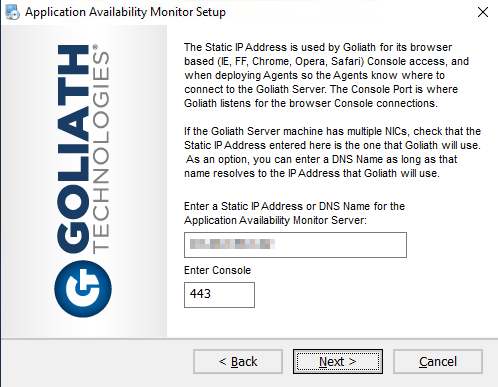 Application Availability Monitor Setup
GOLIATH
TECHNOLOGIES®
The Static IP Address is used by Goliath for its browser
based (IE, FF, Chrome, Opera, Safari) Console access, and
when deploying Agents so the Agents know where to
connect to the Goliath Server. The Console Port is where
Goliath listens for the browser Console connections.
If the Goliath Server machine has multiple NICs, check that the
Static IP Address entered here is the one that Goliath will use.
As an option, you can enter a DNS Name as long as that
name resolves to the IP Address that Goliath will use.
Enter a Static IP Address or DNS Name for the
Application Availability Monitor Server:
Enter Console
443
< Back
Next >
Cancel